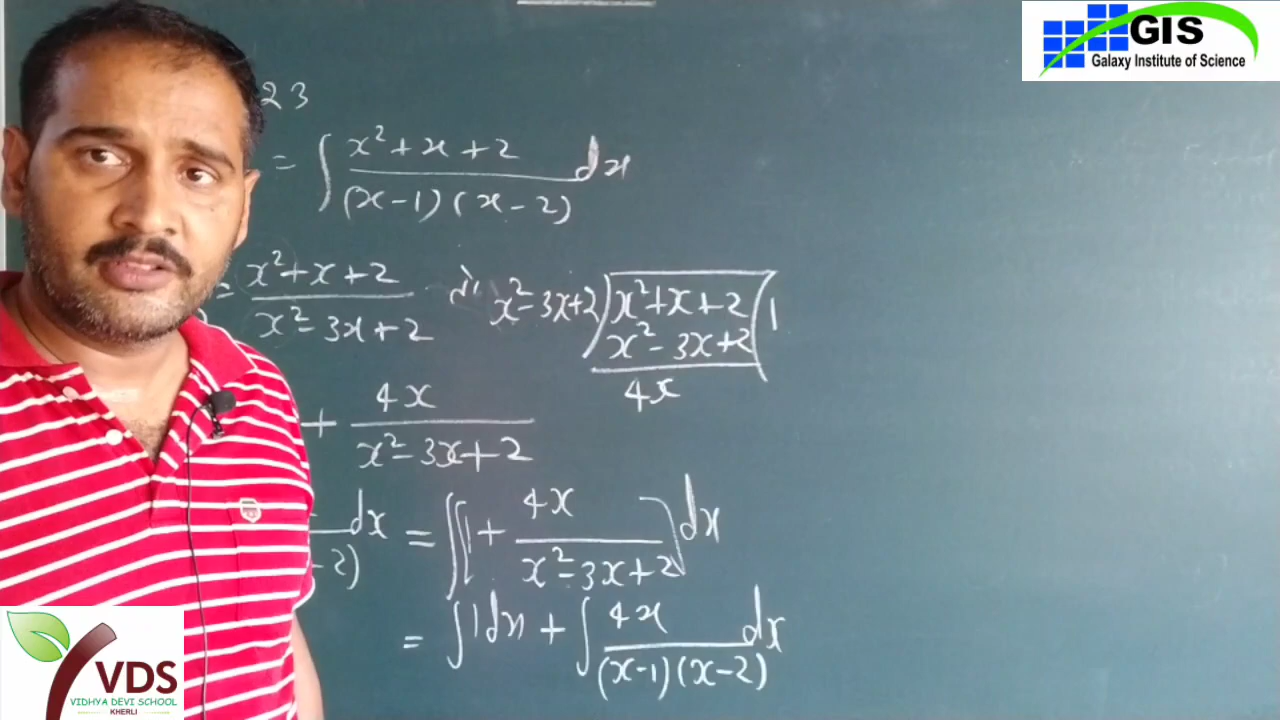 GIS
Galaxy Institute of Science
23
= ∫ x²+x+2 / (x-1)(x-2) dx
= x²+x+2 / x²-3x+2
x²-3x+2) x²+x+2 (1
x²-3x+2
4x
+ 4x / x²-3x+2
dx = ∫[1 + 4x / x²-3x+2] dx
-2)
= ∫1dx + ∫ 4x / (x-1)(x-2) dx
VDS
VIDHYA DEVI SCHOOL
KHERLI